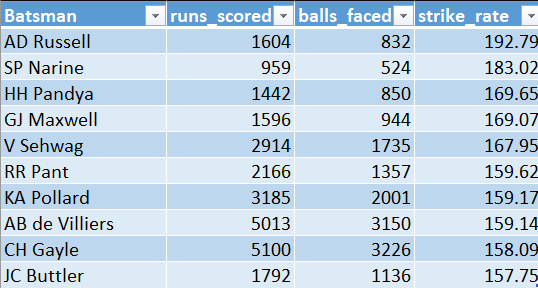 Batsman runs_scored balls_faced strike_rate
AD Russell 1604 832 192.79
SP Narine 959 524 183.02
HH Pandya 1442 850 169.65
GJ Maxwell 1596 944 169.07
V Sehwag 2914 1735 167.95
RR Pant 2166 1357 159.62
KA Pollard 3185 2001 159.17
AB de Villiers 5013 3150 159.14
CH Gayle 5100 3226 158.09
JC Buttler 1792 1136 157.75